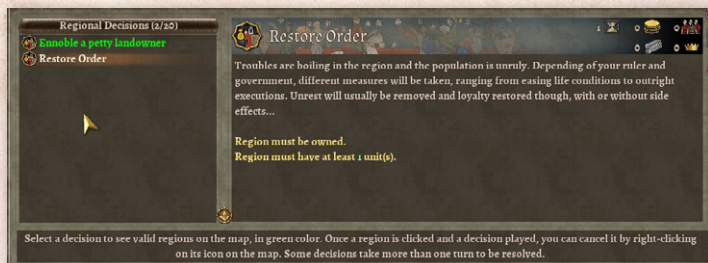 Regional Decisions (2/20)
Ennoble a petty landowner
Restore Order
Restore Order
1 0 0
0 0
Troubles are boiling in the region and the population is unruly. Depending of your ruler and
government, different measures will be taken, ranging from easing life conditions to outright
executions. Unrest will usually be removed and loyalty restored though, with or without side
effects...
Region must be owned.
Region must have at least 1 unit(s).
Select a decision to see valid regions on the map, in green color. Once a region is clicked and a decision played, you can cancel it by right-clicking
on its icon on the map. Some decisions take more than one turn to be resolved.